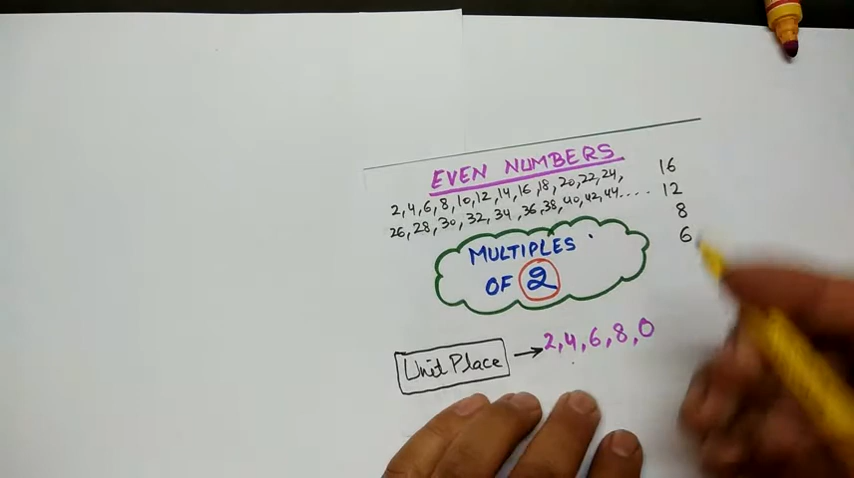 EVEN NUMBERS
2,4,6,8,10,12,14,16,18,20,22,24,
26,28,30,32,34,36,38,40,42,44....
16
12
8
6
MULTIPLES
OF 2
Unit Place → 2,4,6,8,0